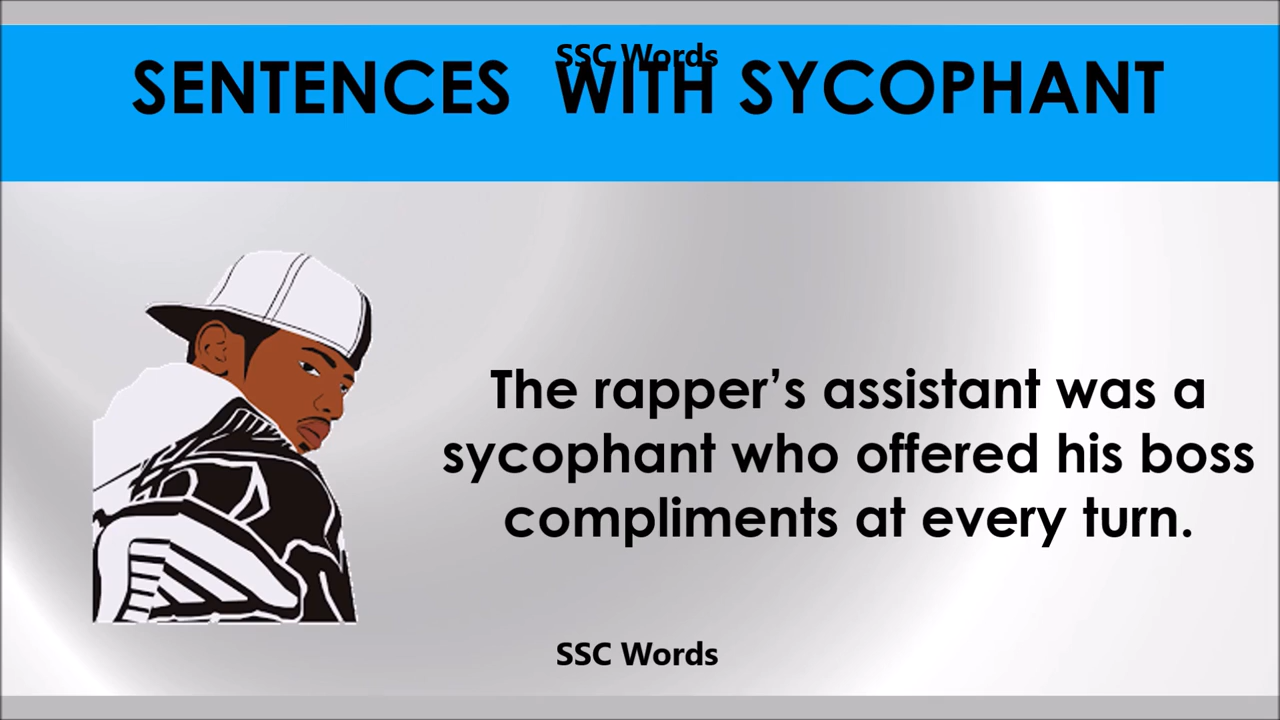 SSC Words
SENTENCES WITH SYCOPHANT
The rapper’s assistant was a
sycophant who offered his boss
compliments at every turn.
SSC Words